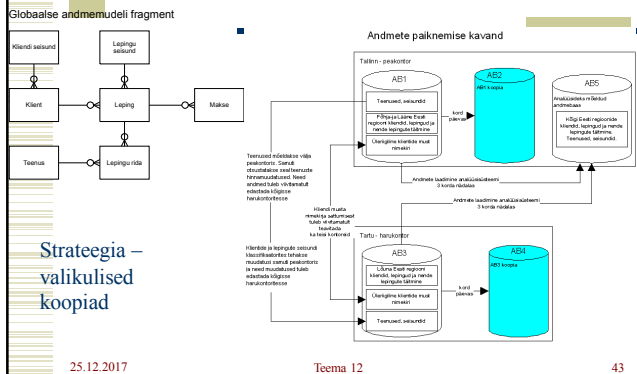 Globaalse andmemudeli fragment
Kliendi seisund
Lepingu
seisund
Klient
Leping
Makse
Teenus
Lepingu rida
Strateegia –
valikulised
koopiad
Andmete paiknemise kavand
Tallinn - peakontor
AB1
Teenused, seisundid
Põhja-ja Lääne Eesti
regiooni kliendid, lepingud ja
nende lepingute täitmine
Üleriigiline klientide must
nimekiri
kord
päevas
AB2
AB1 koopia
AB5
Analüüsideks mõeldud
andmebaas
Kõigi Eesti regioonide
kliendid, lepingud ja nende
lepingute täitmine.
Teenused, seisundid.
Andmete laadimine analüüsisüsteemi
3 korda nädalas
Andmete laadimine analüüsisüsteemi
3 korda nädalas
Teenused mõeldakse välja
peakontoris. Samuti
otsustatakse seal teenuste
hinnamuudatused. Need
andmed tuleb viivitamatult
edastada kõigisse
harukontoritesse
Kliendi musta
nimekirja sattumisest
tuleb viivitamatult
teavitada
ka teisi kontoreid
Klientide ja lepingute seisundi
klassifikaatorites tehakse
muudatusi samuti peakontoris
ja need muudatused tuleb
edastada kõigisse
harukontoritesse
Tartu - harukontor
AB3
Lõuna Eesti regiooni
kliendid, lepingud ja nende
lepingute täitmine
Üleriigiline klientide must
nimekiri
Teenused, seisundid
kord
päevas
AB4
AB3 koopia
25.12.2017
Teema 12
43